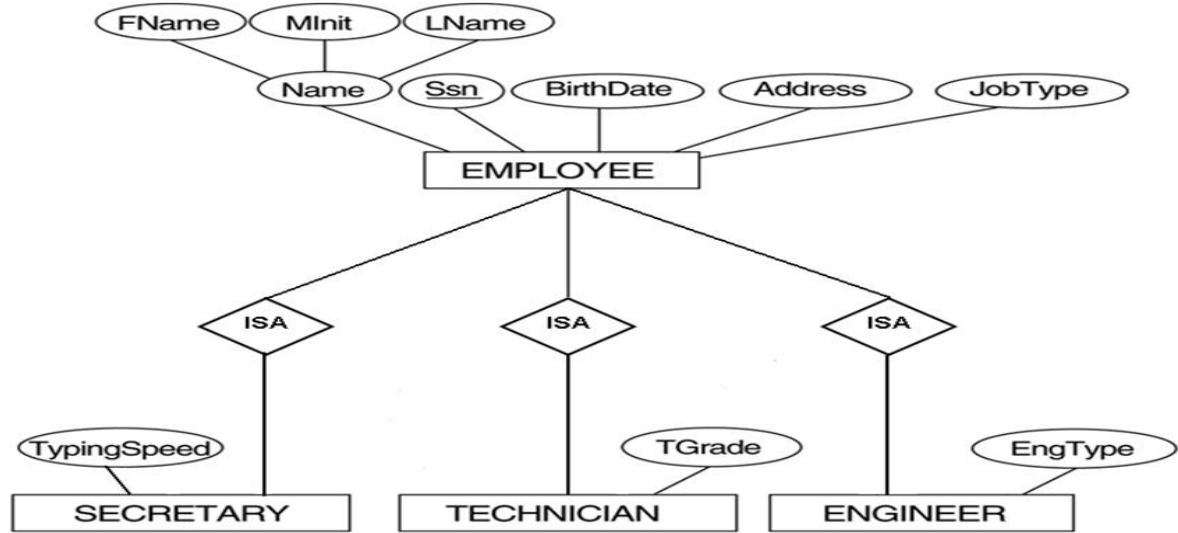 FName MInit LName
Name Ssn BirthDate Address JobType
EMPLOYEE
ISA ISA ISA
TypingSpeed TGrade EngType
SECRETARY TECHNICIAN ENGINEER